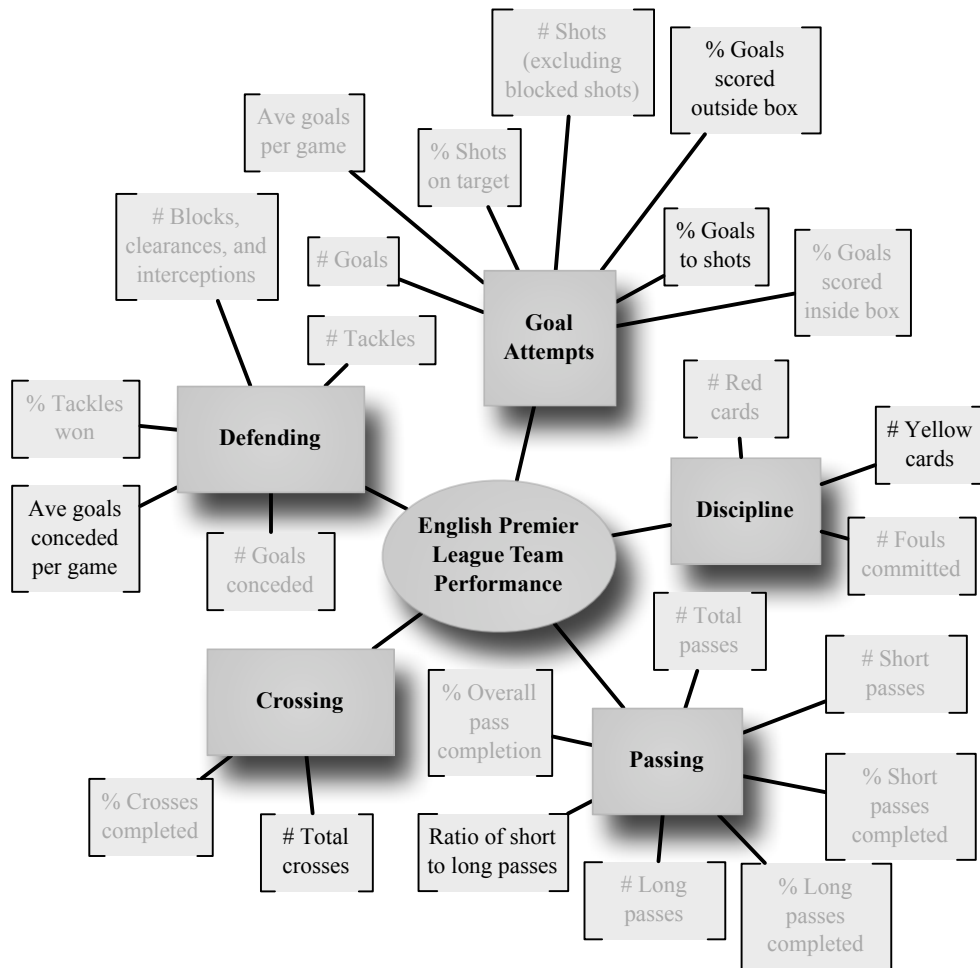 # Shots
(excluding
blocked shots)
% Goals
scored
outside box
Ave goals
per game
% Shots
on target
# Blocks,
clearances, and
interceptions
# Goals
% Goals
to shots
% Goals
scored
inside box
Goal
Attempts
# Tackles
% Tackles
won
Defending
# Red
cards
# Yellow
cards
Ave goals
conceded
per game
# Goals
conceded
English Premier
League Team
Performance
Discipline
# Fouls
committed
# Total
passes
# Short
passes
Crossing
% Overall
pass
completion
Passing
% Crosses
completed
# Total
crosses
Ratio of short
to long passes
% Short
passes
completed
# Long
passes
% Long
passes
completed